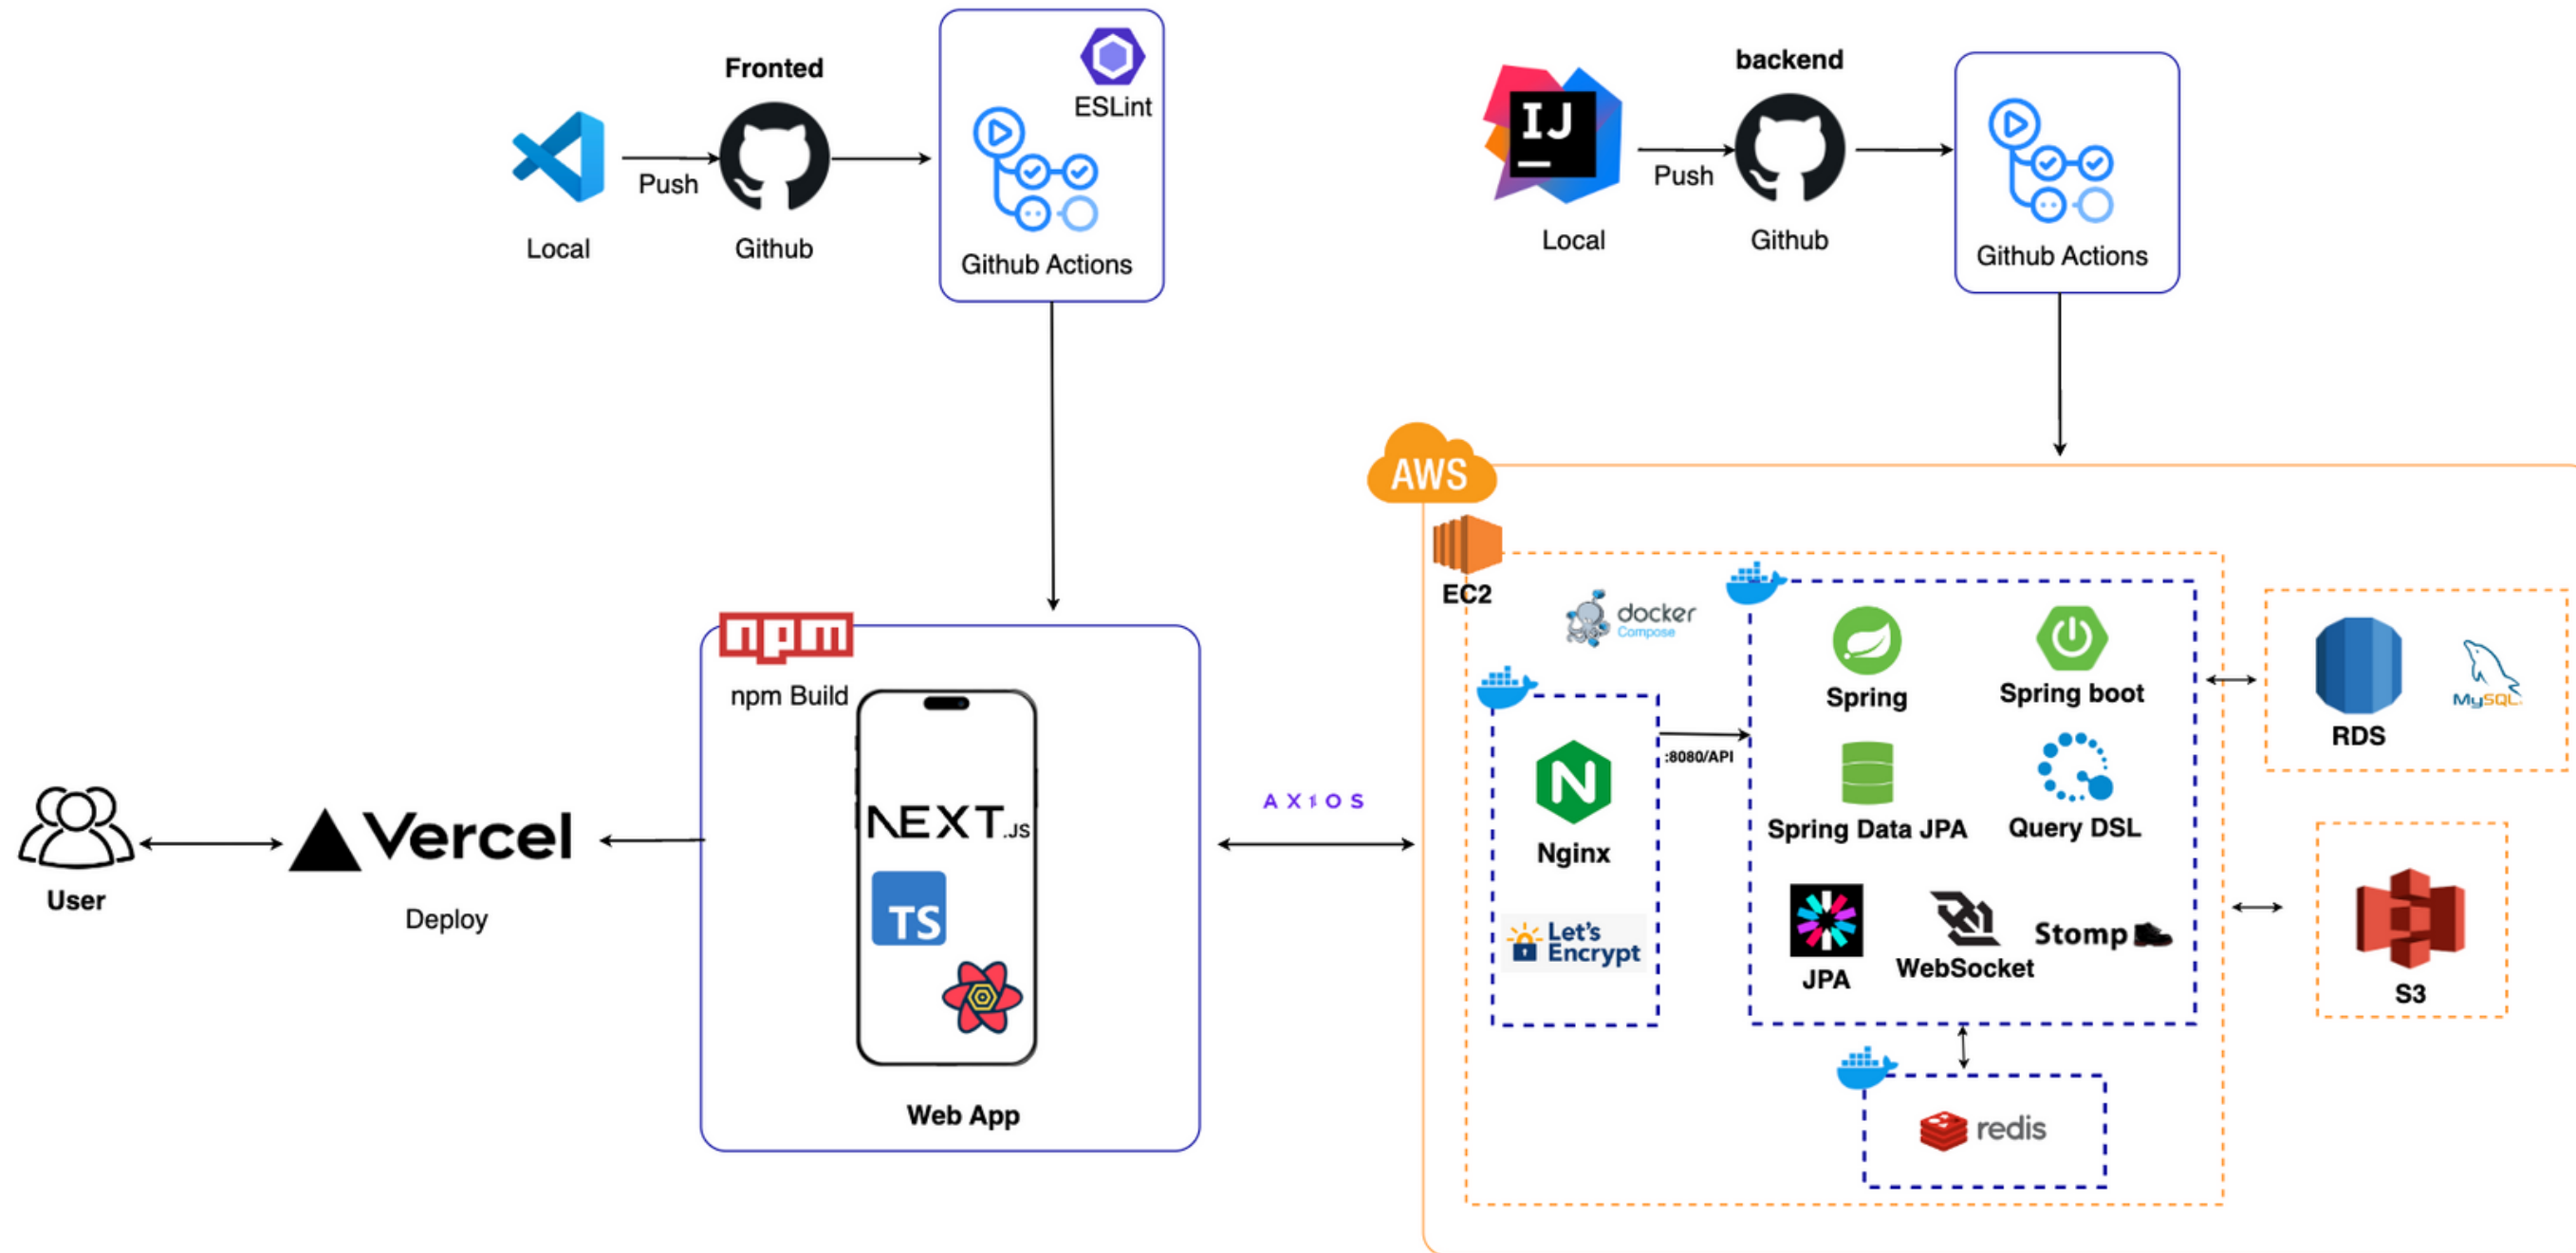 Fronted
ESLint
Push
Local
Github
Github Actions
backend
IJ
Push
Local
Github
Github Actions
AWS
EC2
docker
Compose
Spring
Spring boot
Spring Data JPA
Query DSL
JPA
WebSocket
Stomp
Nginx
Let's
Encrypt
:8080/API
redis
RDS
MySQL
S3
AXIOS
npm
npm Build
NEXT.JS
TS
Web App
Vercel
Deploy
User